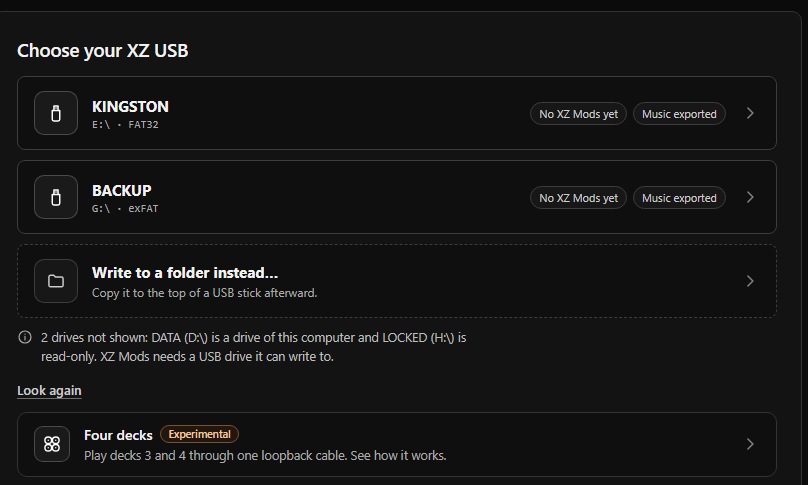 Choose your XZ USB
KINGSTON
E:\ · FAT32
No XZ Mods yet
Music exported
BACKUP
G:\ · exFAT
No XZ Mods yet
Music exported
Write to a folder instead...
Copy it to the top of a USB stick afterward.
2 drives not shown: DATA (D:\) is a drive of this computer and LOCKED (H:\) is
read-only. XZ Mods needs a USB drive it can write to.
Look again
Four decks Experimental
Play decks 3 and 4 through one loopback cable. See how it works.